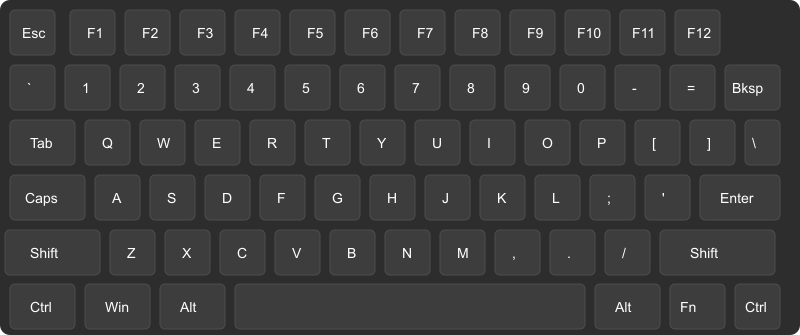 Esc F1 F2 F3 F4 F5 F6 F7 F8 F9 F10 F11 F12
` 1 2 3 4 5 6 7 8 9 0 - = Bksp
Tab Q W E R T Y U I O P [ ] \
Caps A S D F G H J K L ; ' Enter
Shift Z X C V B N M , . / Shift
Ctrl Win Alt Alt Fn Ctrl